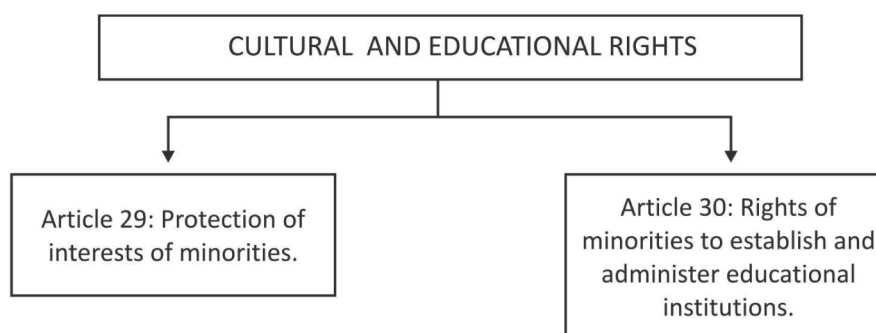 CULTURAL AND EDUCATIONAL RIGHTS
Article 29: Protection of
interests of minorities.
Article 30: Rights of
minorities to establish and
administer educational
institutions.